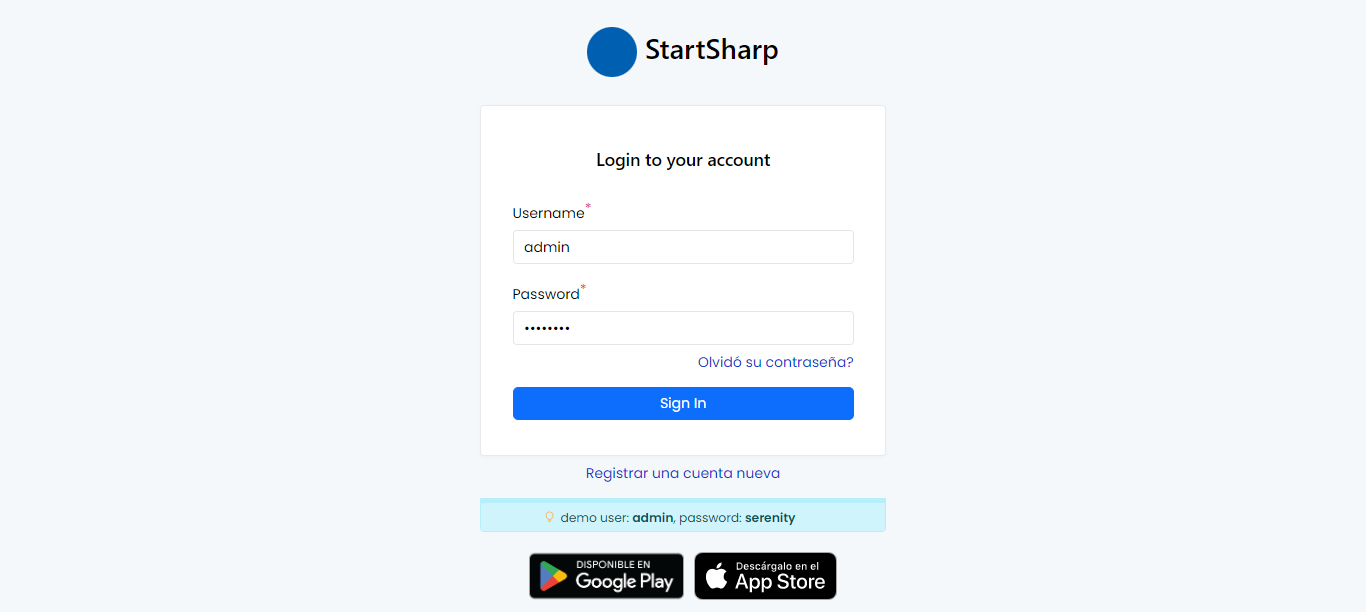 StartSharp
Login to your account
Username*
admin
Password*
••••••••
Olvidó su contraseña?
Sign In
Registrar una cuenta nueva
demo user: admin, password: serenity
DISPONIBLE EN
Google Play
Descárgalo en el
App Store